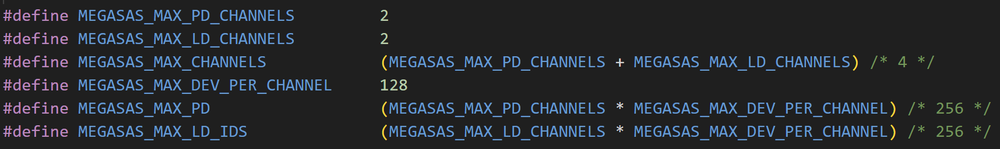 #define MEGASAS_MAX_PD_CHANNELS 2
#define MEGASAS_MAX_LD_CHANNELS 2
#define MEGASAS_MAX_CHANNELS (MEGASAS_MAX_PD_CHANNELS + MEGASAS_MAX_LD_CHANNELS) /* 4 */
#define MEGASAS_MAX_DEV_PER_CHANNEL 128
#define MEGASAS_MAX_PD (MEGASAS_MAX_PD_CHANNELS * MEGASAS_MAX_DEV_PER_CHANNEL) /* 256 */
#define MEGASAS_MAX_LD_IDS (MEGASAS_MAX_LD_CHANNELS * MEGASAS_MAX_DEV_PER_CHANNEL) /* 256 */